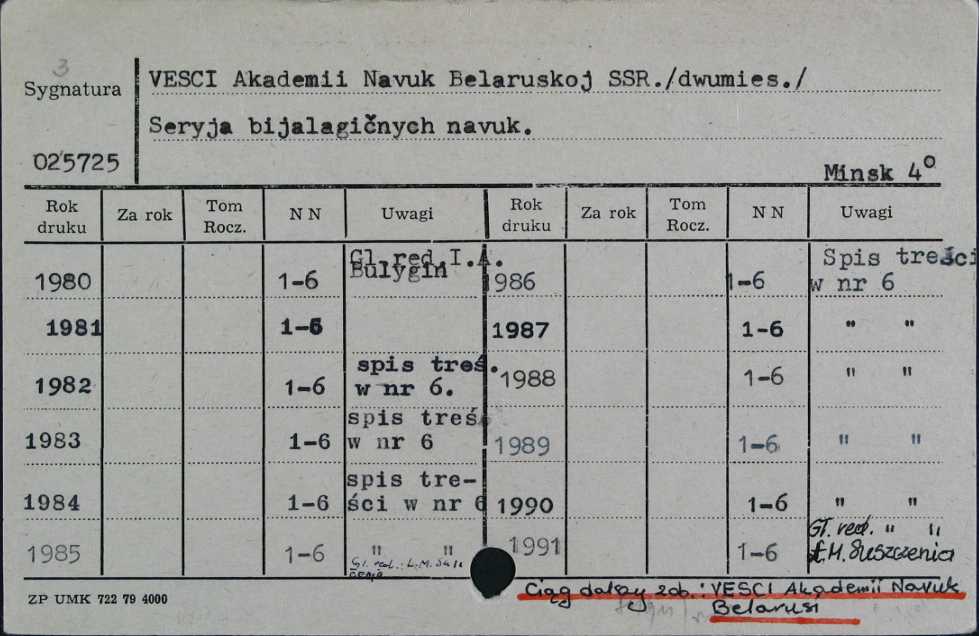 3
Sygnatura
025725
VESCI Akademii Navuk Belaruskoj SSR./dwumies./
Seryja bijalagičnych navuk.
Minsk 4°
Rok druku Za rok Tom Rocz. N N Uwagi Rok druku Za rok Tom Rocz. N N Uwagi
1980 1-6 Gl.red.I.A. Bulygin 1986 1-6 Spis treści w nr 6
1981 1-6 1987 1-6 " "
1982 1-6 spis treś. w nr 6. 1988 1-6 " "
1983 1-6 spis treś w nr 6 1989 1-6 " "
1984 1-6 spis tre-ści w nr 6 1990 1-6 " "
1985 1-6 " " Gl. red.: 1991 1-6 Gł. red. " " Ł.M. Suszczenia
ZP UMK 722 79 4000
Ciąg dalszy zob.: VESCI Akademii Navuk
Belarusi